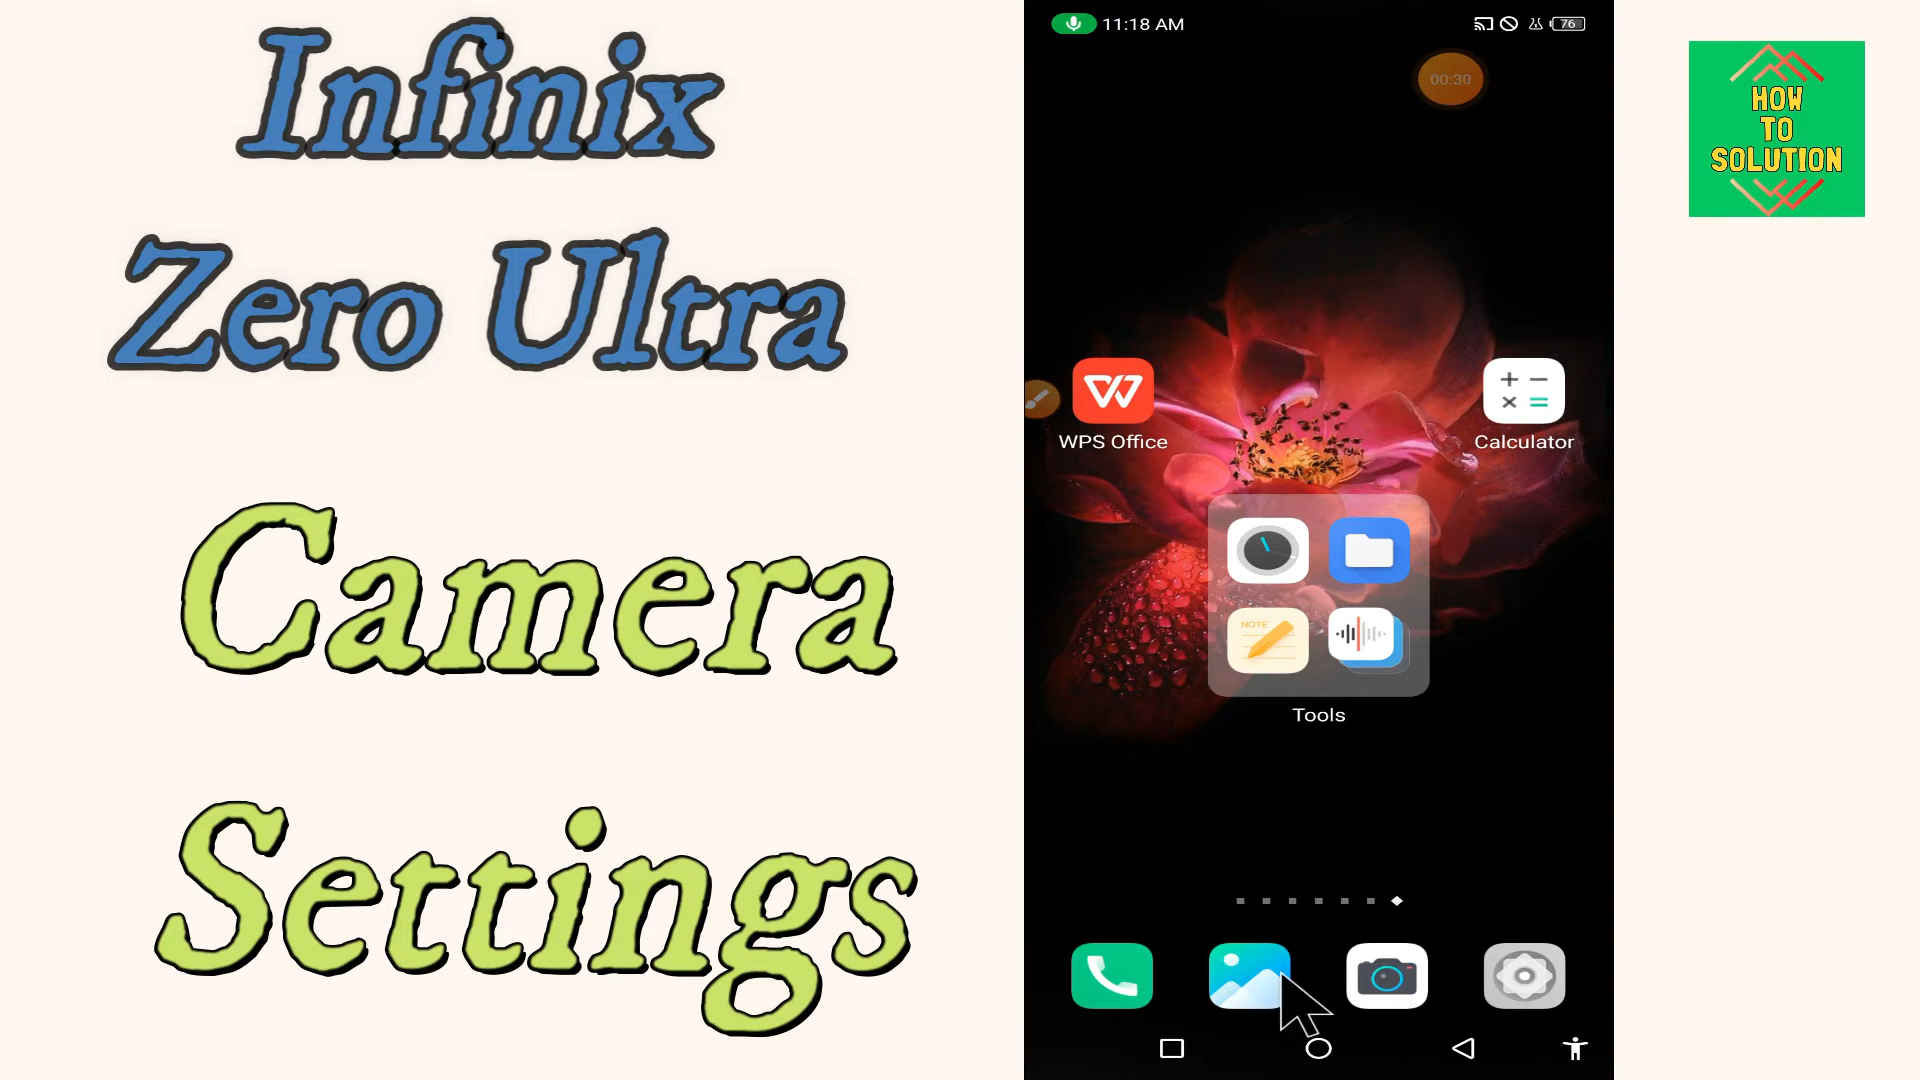 Infinix
Zero Ultra
Camera
Settings
11:18 AM
76
00:30
WPS Office
Calculator
NOTE
Tools
HOW
TO
SOLUTION